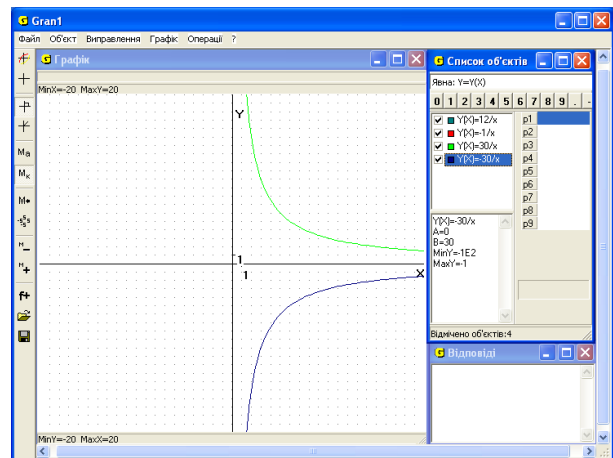 Gran1
Файл Об'єкт Виправлення Графік Операції ?
Графік
MinX=-20 MaxY=20
Y
1
1
X
MinY=-20 MaxX=20
Ma
Mк
M
M
f+
Список об'єктів
Явна: Y=Y(X)
0 1 2 3 4 5 6 7 8 9 . -
Y(X)=12/x
Y(X)=-1/x
Y(X)=30/x
Y(X)=-30/x
p1
p2
p3
p4
p5
p6
p7
p8
p9
Y(X)=-30/x
A=0
B=30
MinY=-1E2
MaxY=-1
Відмічено об'єктів:4
Відповіді